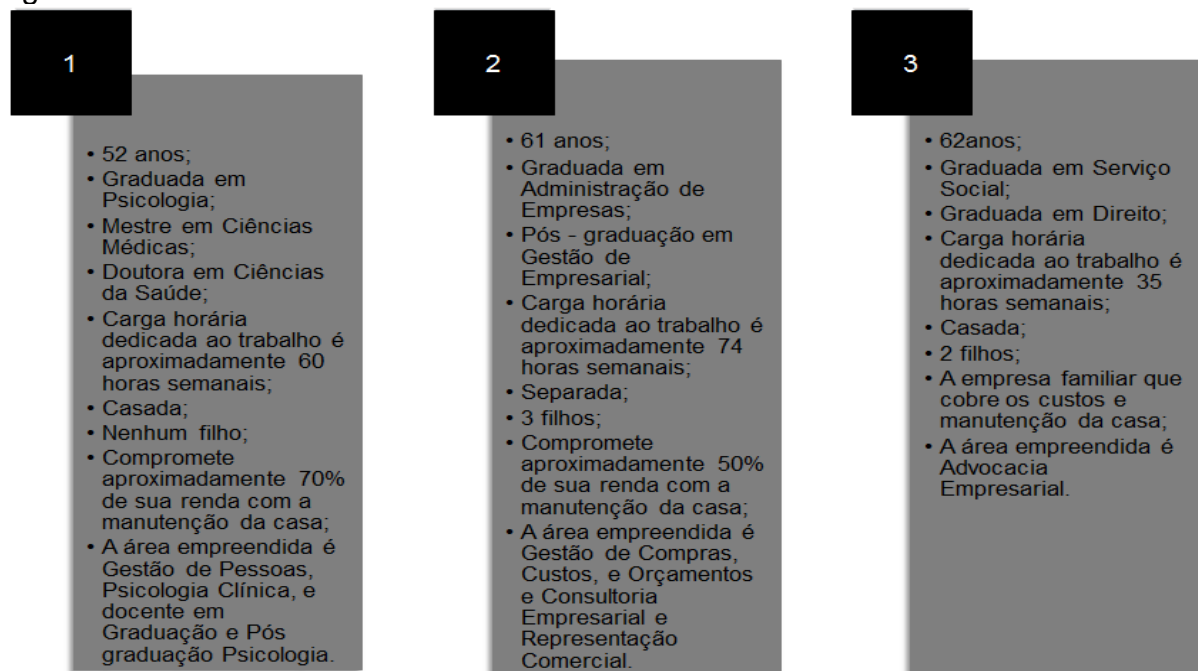 1
• 52 anos;
• Graduada em
Psicologia;
• Mestre em Ciências
Médicas;
• Doutora em Ciências
da Saúde;
• Carga horária
dedicada ao trabalho é
aproximadamente 60
horas semanais;
• Casada;
• Nenhum filho;
• Compromete
aproximadamente 70%
de sua renda com a
manutenção da casa;
• A área empreendida é
Gestão de Pessoas,
Psicologia Clínica, e
docente em
Graduação e Pós
graduação Psicologia.
2
• 61 anos;
• Graduada em
Administração de
Empresas;
• Pós - graduação em
Gestão de
Empresarial;
• Carga horária
dedicada ao trabalho é
aproximadamente 74
horas semanais;
• Separada;
• 3 filhos;
• Compromete
aproximadamente 50%
de sua renda com a
manutenção da casa;
• A área empreendida é
Gestão de Compras,
Custos, e Orçamentos
e Consultoria
Empresarial e
Representação
Comercial.
3
• 62anos;
• Graduada em Serviço
Social;
• Graduada em Direito;
• Carga horária
dedicada ao trabalho é
aproximadamente 35
horas semanais;
• Casada;
• 2 filhos;
• A empresa familiar que
cobre os custos e
manutenção da casa;
• A área empreendida é
Advocacia
Empresarial.